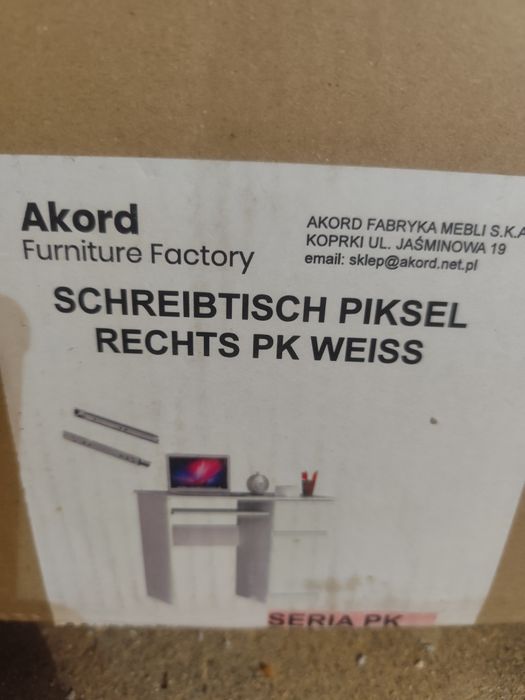 Akord
Furniture Factory
AKORD FABRYKA MEBLI S.K.A
KOPRKI UL. JAŚMINOWA 19
email: sklep@akord.net.pl
SCHREIBTISCH PIKSEL
RECHTS PK WEISS
SERIA PK